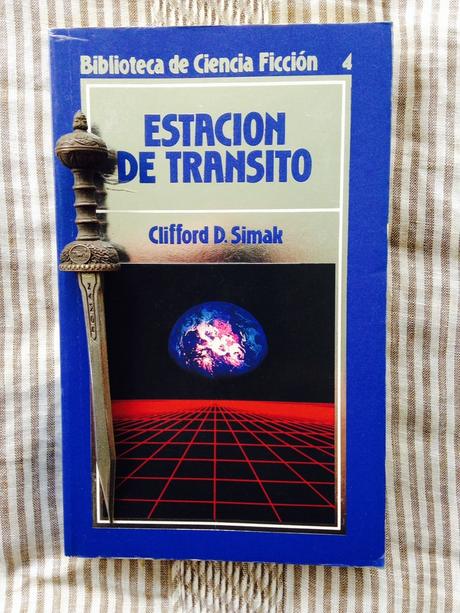 Biblioteca de Ciencia Ficción 4
ESTACION
DE TRANSITO
Clifford D. Simak